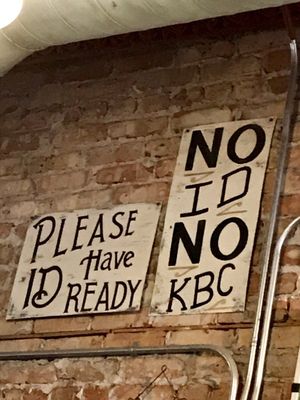 PLEASE
ID Have
READY
NO
ID
NO
KBC